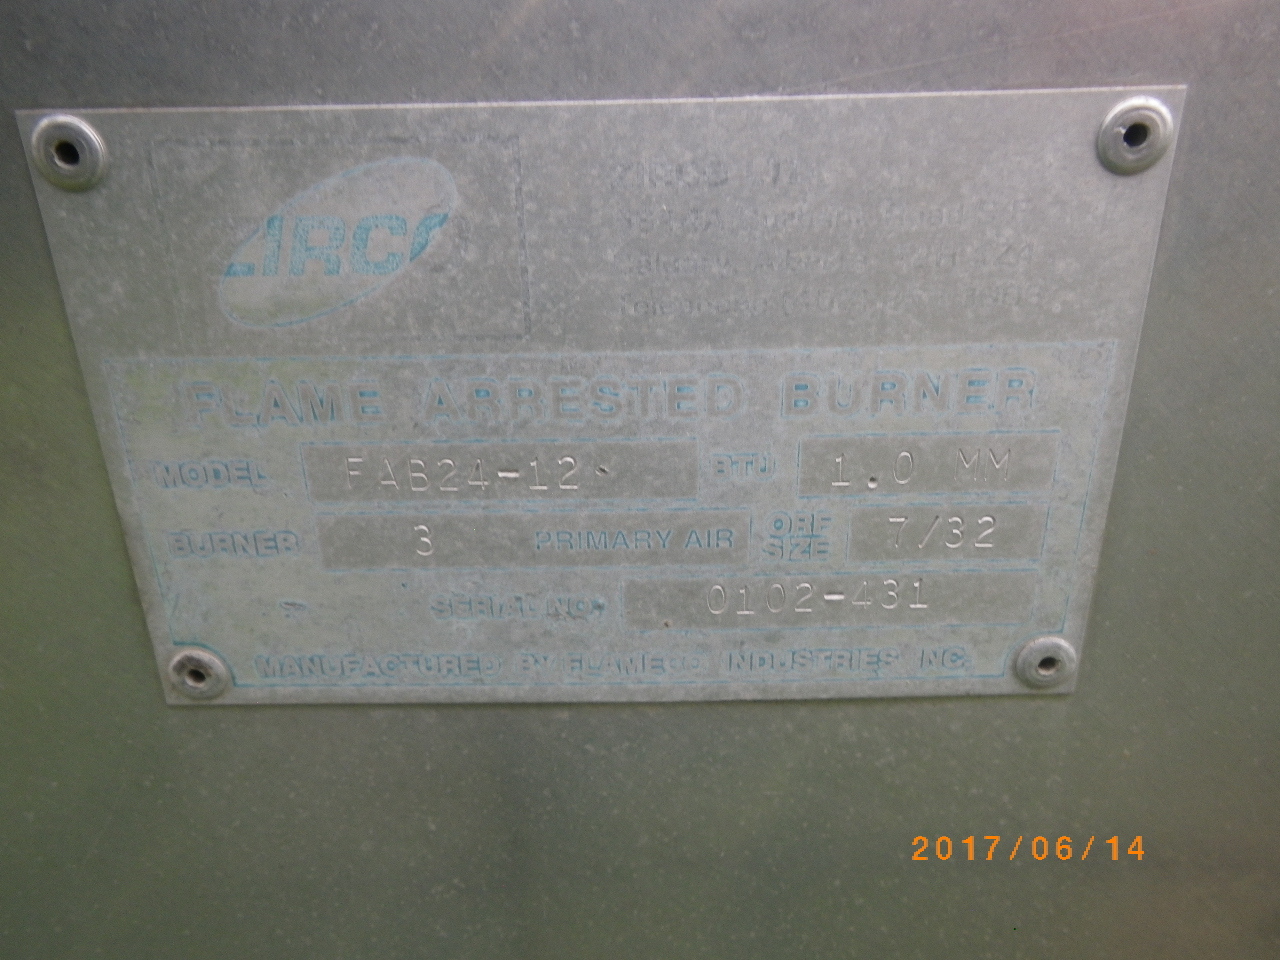 ZIRCO
FLAME ARRESTED BURNER
MODEL FAB24-12 BTU 1.0 MM
BURNER 3 PRIMARY AIR ORF SIZE 7/32
SERIAL NO. 0102-431
MANUFACTURED BY FLAMECO INDUSTRIES INC.
2017/06/14